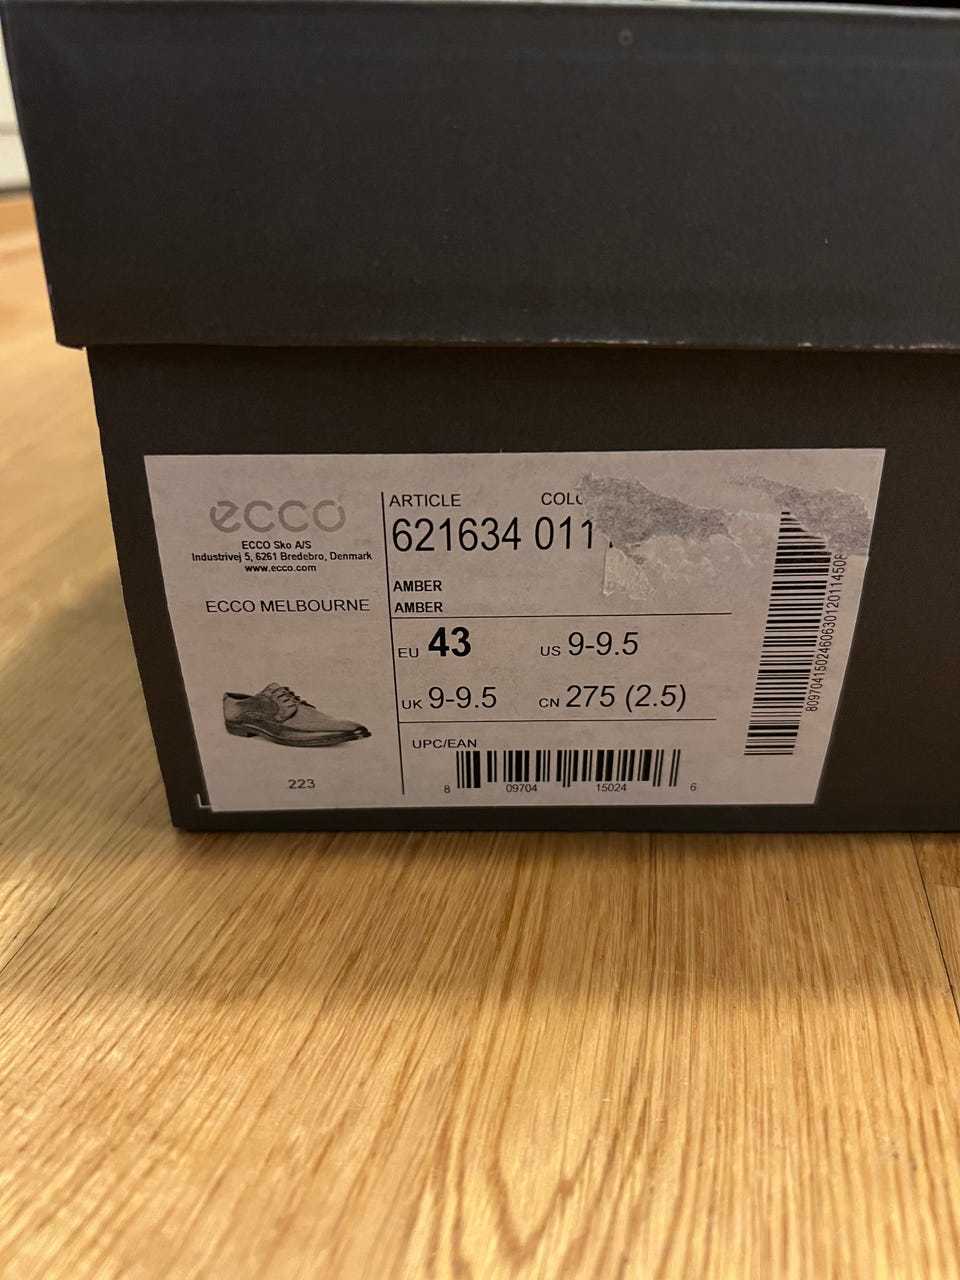 ecco
ECCO Sko A/S
Industrivej 5, 6261 Bredebro, Denmark
www.ecco.com
ECCO MELBOURNE
223
ARTICLE
621634 011
AMBER
AMBER
EU 43 US 9-9.5
UK 9-9.5 CN 275 (2.5)
UPC/EAN
8 09704 15024 6